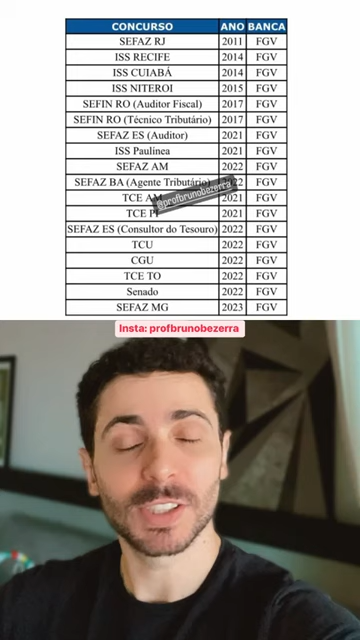 CONCURSO ANO BANCA
SEFAZ RJ 2011 FGV
ISS RECIFE 2014 FGV
ISS CUIABÁ 2014 FGV
ISS NITEROI 2015 FGV
SEFIN RO (Auditor Fiscal) 2017 FGV
SEFIN RO (Técnico Tributário) 2017 FGV
SEFAZ ES (Auditor) 2021 FGV
ISS Paulínea 2021 FGV
SEFAZ AM 2022 FGV
SEFAZ BA (Agente Tributário) 2022 FGV
TCE AM 2021 FGV
@profbrunobezerra
TCE PI 2021 FGV
SEFAZ ES (Consultor do Tesouro) 2022 FGV
TCU 2022 FGV
CGU 2022 FGV
TCE TO 2022 FGV
Senado 2022 FGV
SEFAZ MG 2023 FGV
Insta: profbrunobezerra